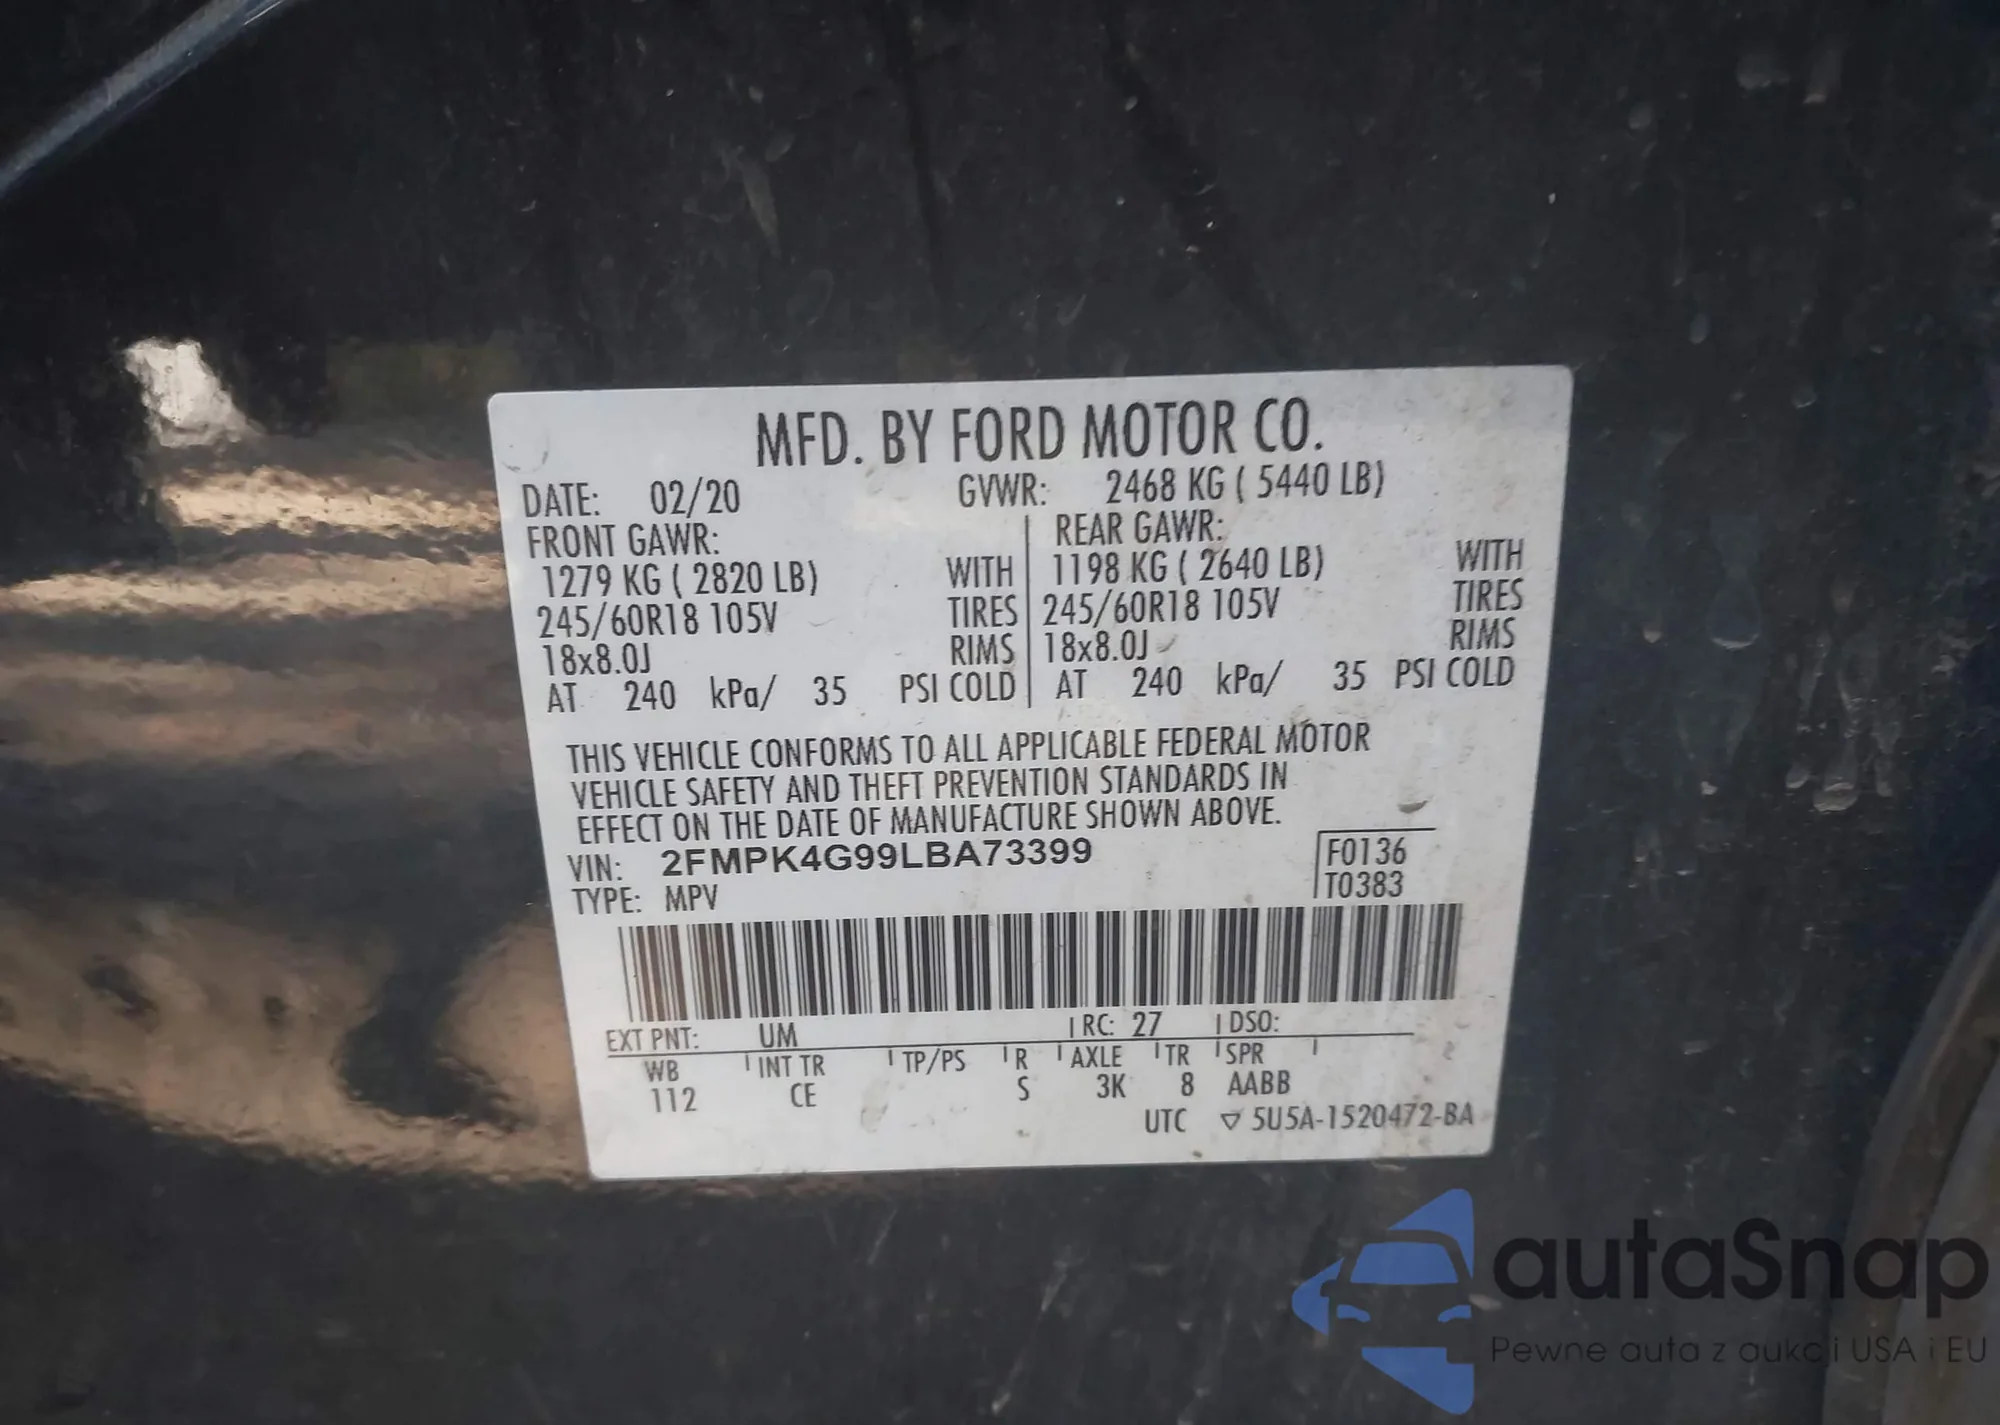 MFD. BY FORD MOTOR CO.
DATE: 02/20 GVWR: 2468 KG ( 5440 LB)
FRONT GAWR: REAR GAWR:
1279 KG ( 2820 LB) WITH 1198 KG ( 2640 LB) WITH
245/60R18 105V TIRES 245/60R18 105V TIRES
18x8.0J RIMS 18x8.0J RIMS
AT 240 kPa/ 35 PSI COLD AT 240 kPa/ 35 PSI COLD
THIS VEHICLE CONFORMS TO ALL APPLICABLE FEDERAL MOTOR
VEHICLE SAFETY AND THEFT PREVENTION STANDARDS IN
EFFECT ON THE DATE OF MANUFACTURE SHOWN ABOVE.
VIN: 2FMPK4G99LBA73399 F0136
TYPE: MPV T0383
EXT PNT: UM RC: 27 DSO:
WB INT TR TP/PS R AXLE TR SPR
112 CE S 3K 8 AABB
UTC ▽ 5U5A-1520472-BA
autaSnap
Pewne auta z aukcji USA i EU